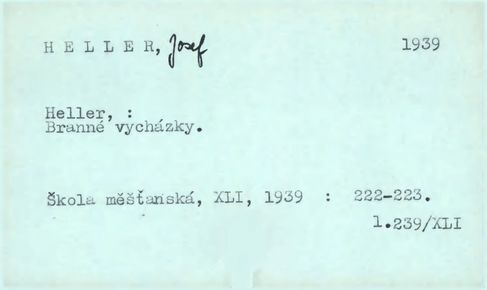 H E L L E R, Josef 1939
Heller, :
Branné vycházky.
Škola měšťanská, XLI, 1939 : 222-223.
1.239/XLI